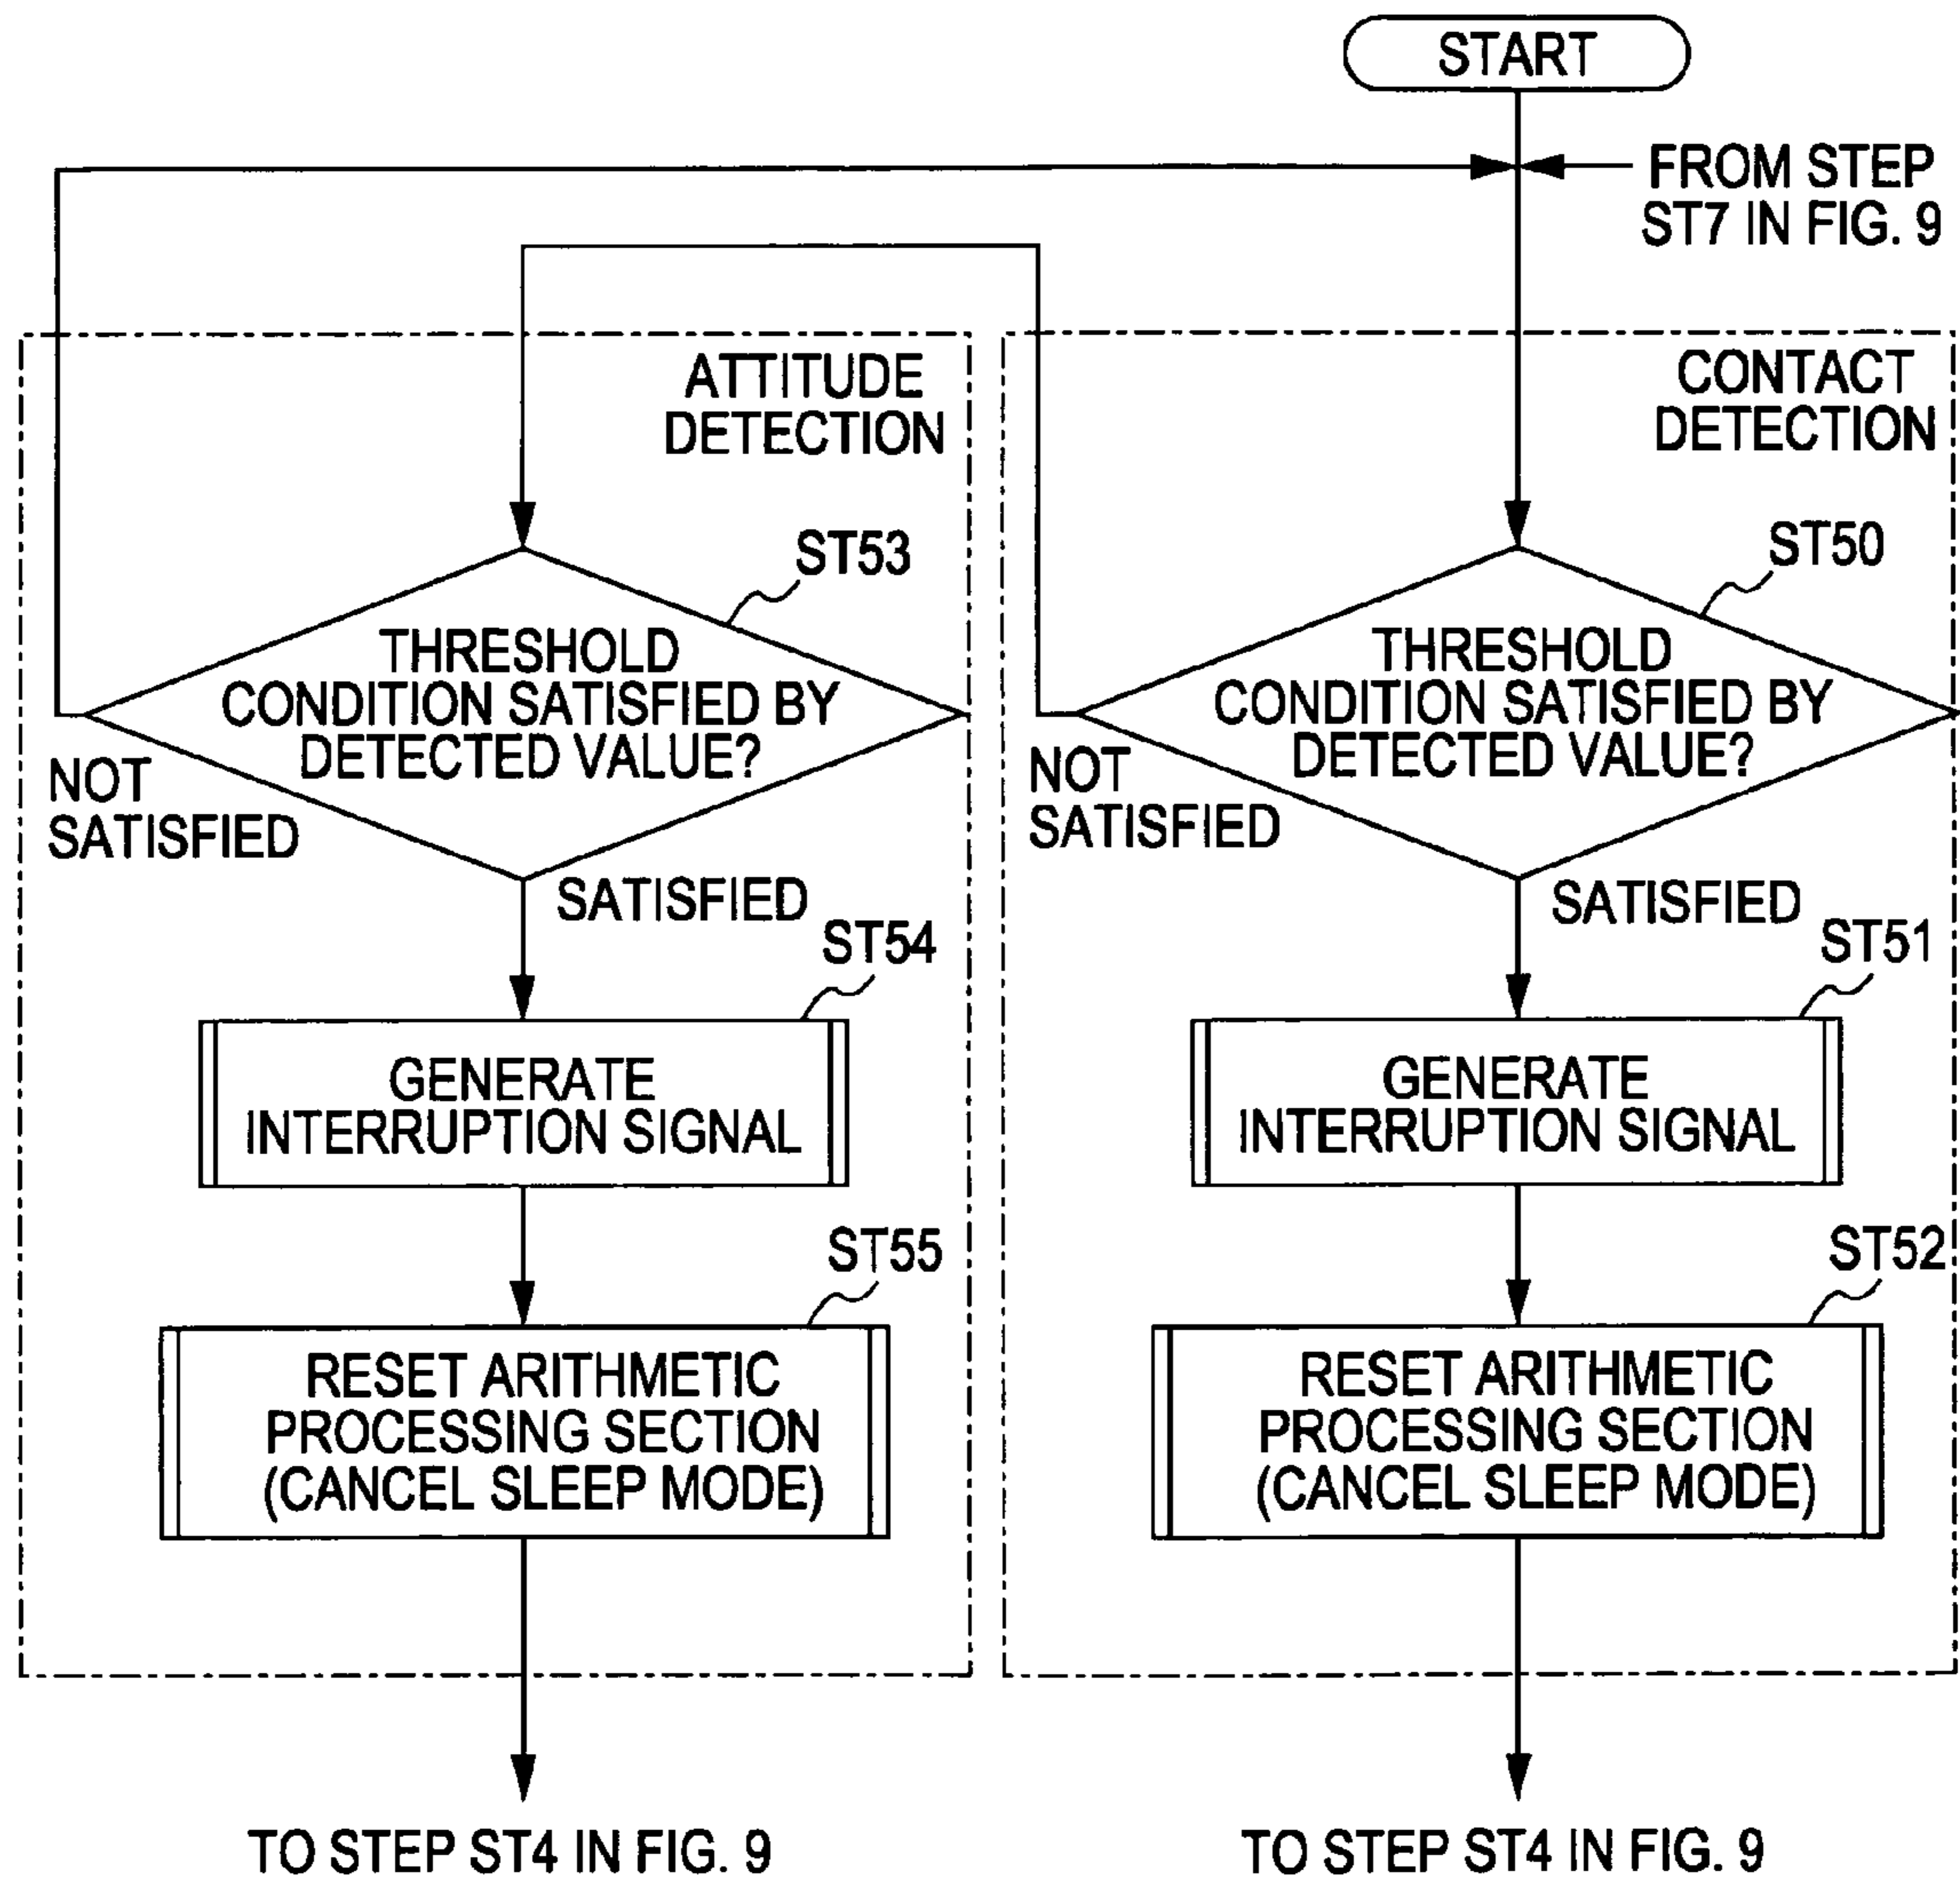 START
FROM STEP
ST7 IN FIG. 9
ATTITUDE
DETECTION
CONTACT
DETECTION
ST53
ST50
THRESHOLD
CONDITION SATISFIED BY
DETECTED VALUE?
THRESHOLD
CONDITION SATISFIED BY
DETECTED VALUE?
NOT
SATISFIED
NOT
SATISFIED
SATISFIED
SATISFIED
ST54
ST51
GENERATE
INTERRUPTION SIGNAL
GENERATE
INTERRUPTION SIGNAL
ST55
ST52
RESET ARITHMETIC
PROCESSING SECTION
(CANCEL SLEEP MODE)
RESET ARITHMETIC
PROCESSING SECTION
(CANCEL SLEEP MODE)
TO STEP ST4 IN FIG. 9
TO STEP ST4 IN FIG. 9